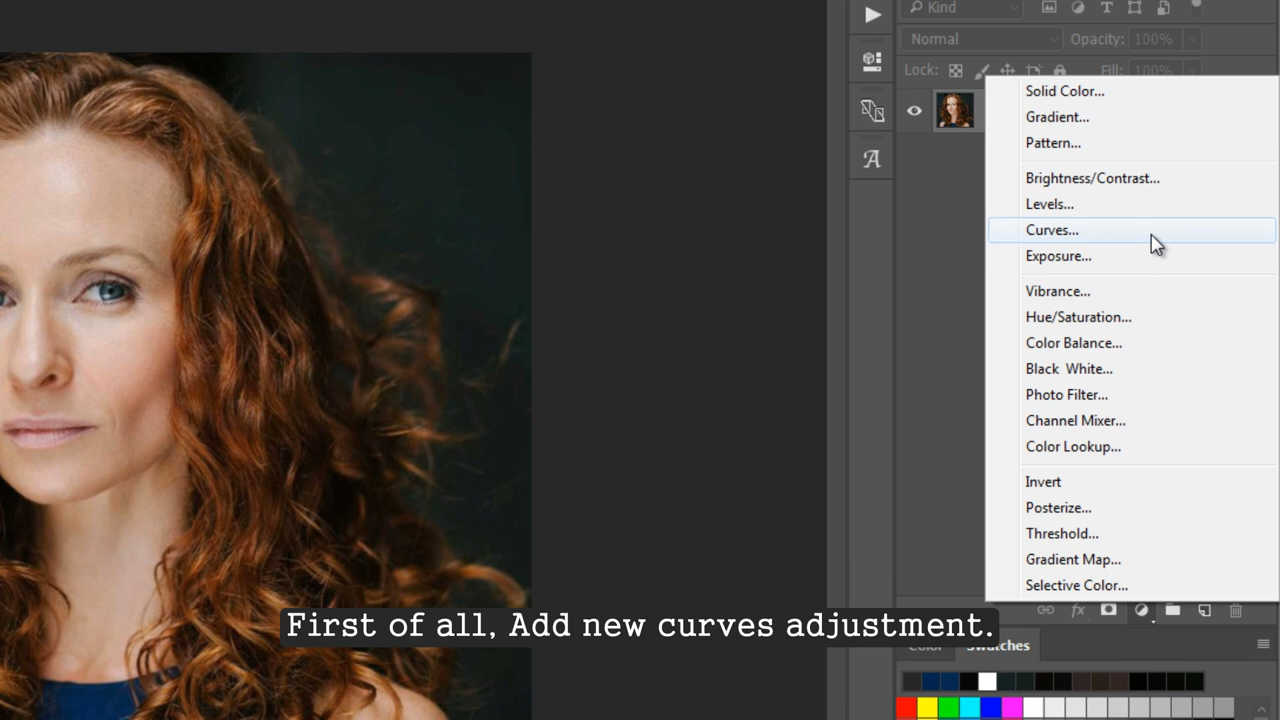 Kind
Normal
Opacity: 100%
Lock:
Fill: 100%
Solid Color...
Gradient...
Pattern...
Brightness/Contrast...
Levels...
Curves...
Exposure...
Vibrance...
Hue/Saturation...
Color Balance...
Black  White...
Photo Filter...
Channel Mixer...
Color Lookup...
Invert
Posterize...
Threshold...
Gradient Map...
Selective Color...
fx
First of all, Add new curves adjustment.
Color
Swatches